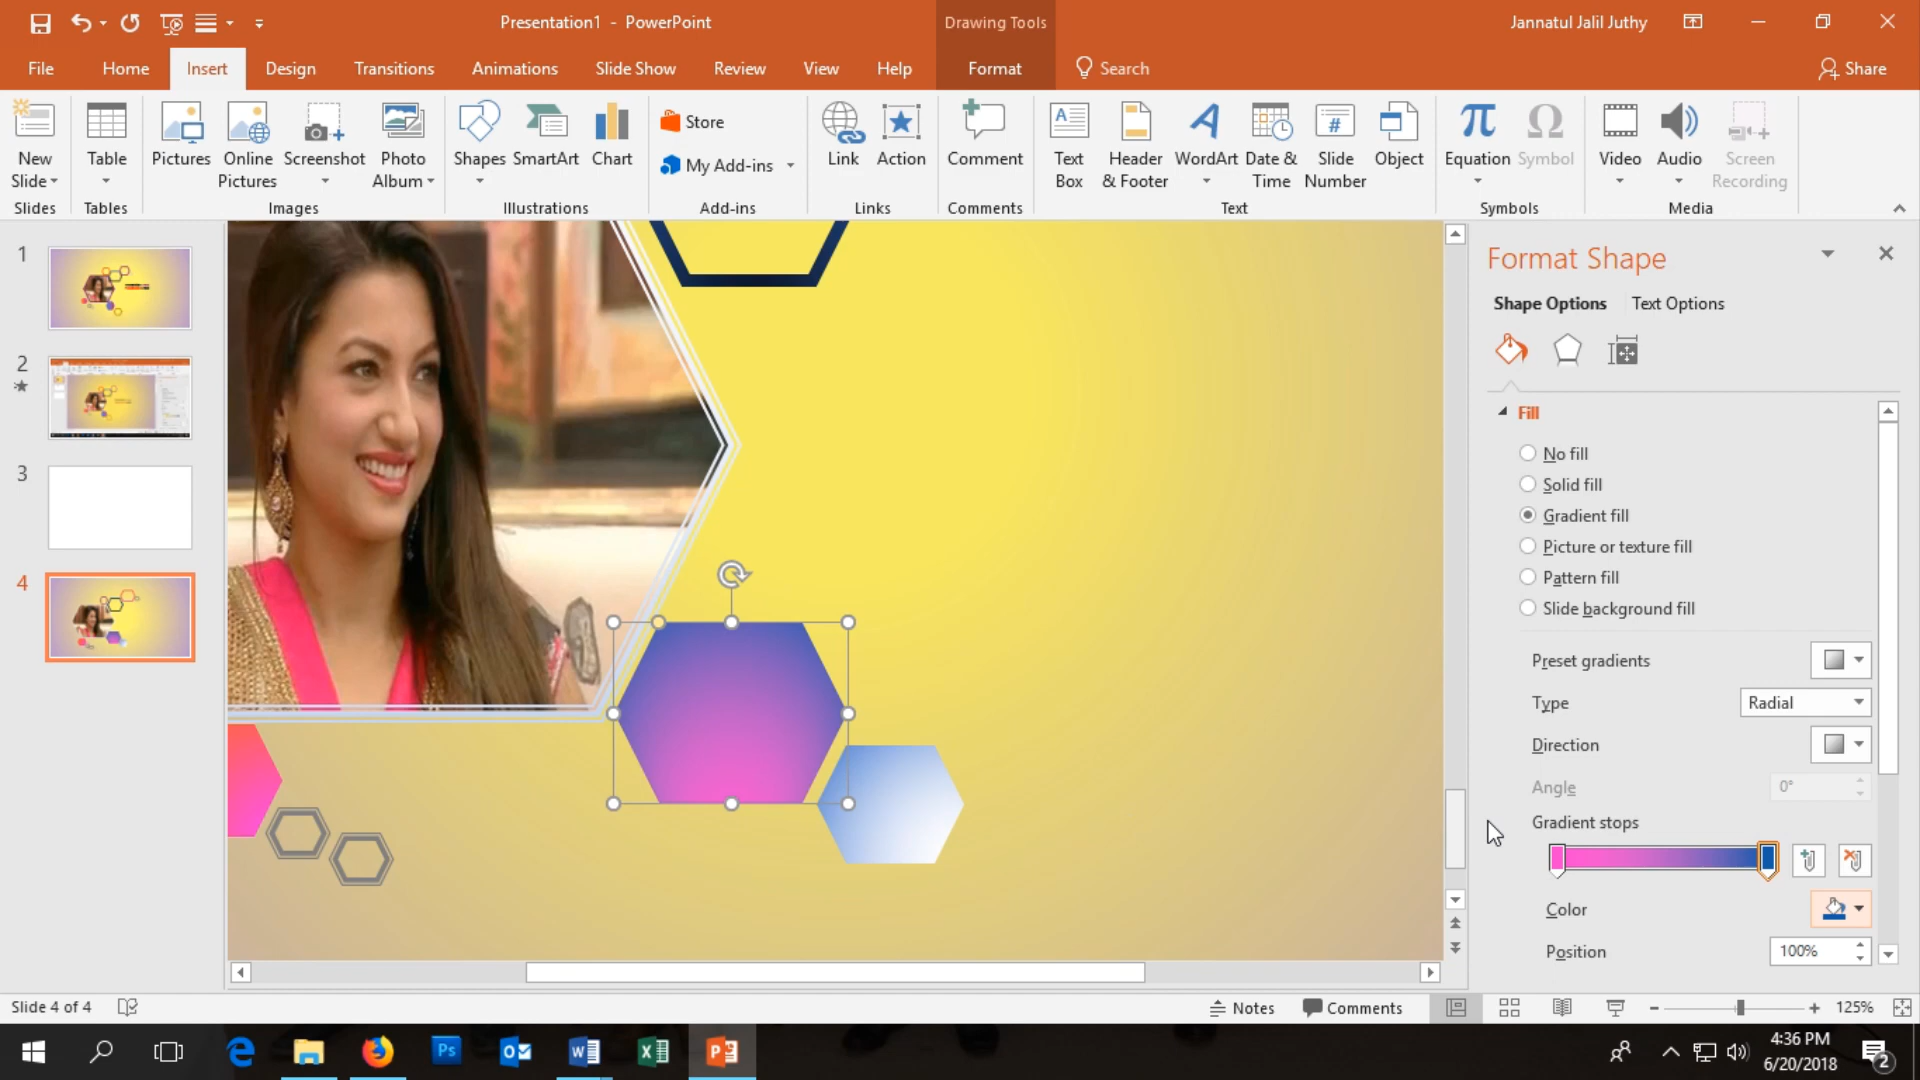 Presentation1 - PowerPoint
Drawing Tools
Jannatul Jalil Juthy
File Home Insert Design Transitions Animations Slide Show Review View Help Format Search Share
New Slide
Table
Pictures
Online Pictures
Screenshot
Photo Album
Shapes
SmartArt
Chart
Store
My Add-ins
Link
Action
Comment
Text Box
Header & Footer
WordArt
Date & Time
Slide Number
Object
Equation
Symbol
Video
Audio
Screen Recording
Slides Tables Images Illustrations Add-ins Links Comments Text Symbols Media
1
2
3
4
Format Shape
Shape Options Text Options
Fill
No fill
Solid fill
Gradient fill
Picture or texture fill
Pattern fill
Slide background fill
Preset gradients
Type Radial
Direction
Angle 0°
Gradient stops
Color
Position 100%
Slide 4 of 4
Notes Comments 125%
4:36 PM
6/20/2018
2